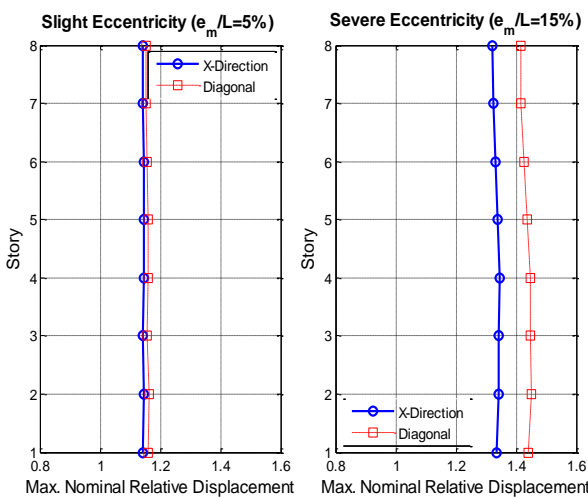 Slight Eccentricity (e_m/L=5%)
Severe Eccentricity (e_m/L=15%)
8
7
6
5
4
3
2
1
Story
X-Direction
Diagonal
0.8 1 1.2 1.4 1.6
Max. Nominal Relative Displacement
8
7
6
5
4
3
2
1
Story
X-Direction
Diagonal
0.8 1 1.2 1.4 1.6
Max. Nominal Relative Displacement